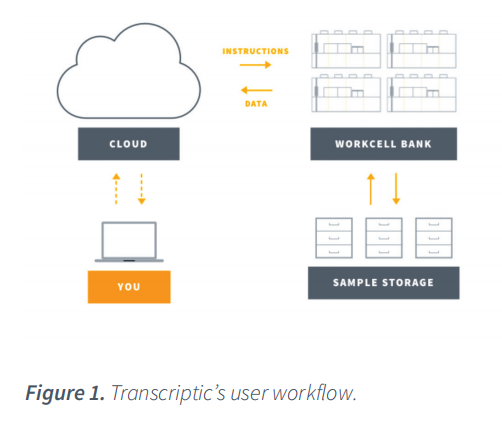 INSTRUCTIONS
DATA
CLOUD
WORKCELL BANK
YOU
SAMPLE STORAGE
Figure 1. Transcriptic's user workflow.